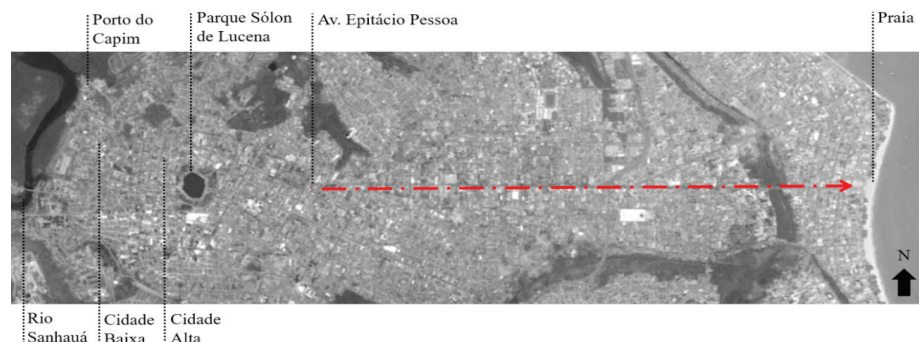 Porto do
Capim
Parque Sólon
de Lucena
Av. Epitácio Pessoa
Praia
N
Rio
Sanhauá
Cidade
Baixa
Cidade
Alta